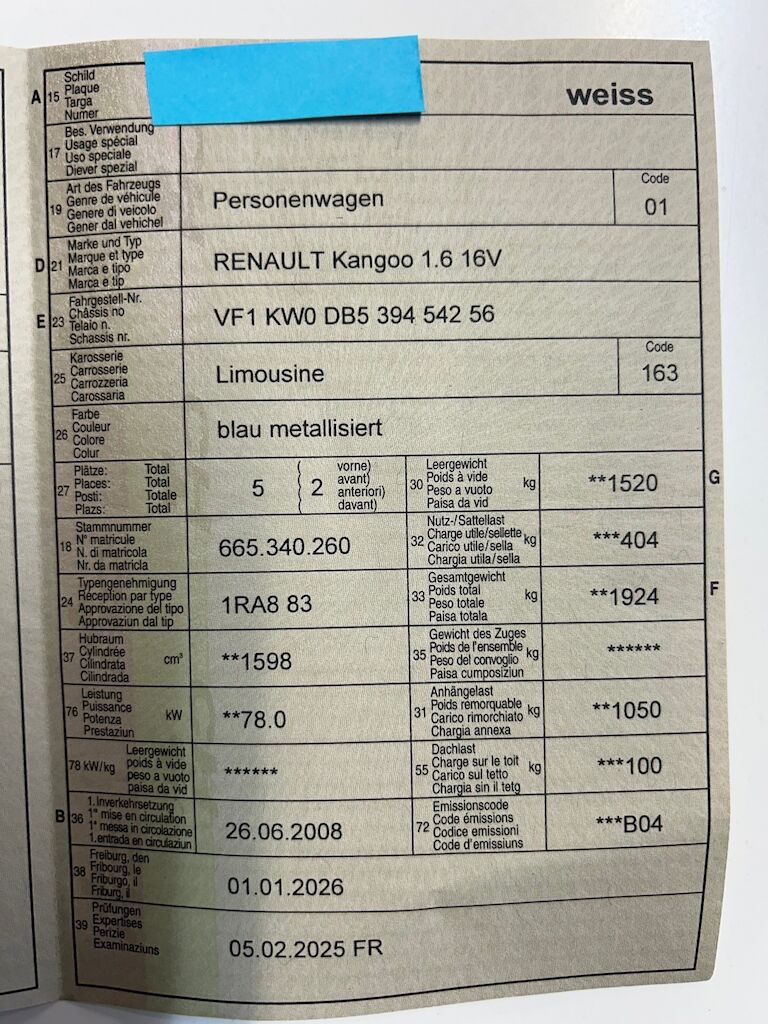 A 15 Schild
Plaque
Targa
Numer
weiss
17 Bes. Verwendung
Usage spécial
Uso speciale
Diever spezial
19 Art des Fahrzeugs
Genre de véhicule
Genere di veicolo
Gener dal vehichel
Personenwagen
Code
01
D 21 Marke und Typ
Marque et type
Marca e tipo
Marca e tip
RENAULT Kangoo 1.6 16V
E 23 Fahrgestell-Nr.
Châssis no
Telaio n.
Schassis nr.
VF1 KW0 DB5 394 542 56
25 Karosserie
Carrosserie
Carrozzeria
Carossaria
Limousine
Code
163
26 Farbe
Couleur
Colore
Colur
blau metallisiert
27 Plätze: Total
Places: Total
Posti: Totale
Plazs: Total
5
( 2 vorne)
( avant)
( anteriori)
( davant)
30 Leergewicht
Poids à vide
Peso a vuoto
Paisa da vid
kg
**1520
G
18 Stammnummer
N° matricule
N. di matricola
Nr. da matricla
665.340.260
32 Nutz-/Sattellast
Charge utile/sellette
Carico utile/sella
Chargia utila/sella
kg
***404
24 Typengenehmigung
Réception par type
Approvazione del tipo
Approvaziun dal tip
1RA8 83
33 Gesamtgewicht
Poids total
Peso totale
Paisa totala
kg
**1924
F
37 Hubraum
Cylindrée
Cilindrata
Cilindrada
cm³
**1598
35 Gewicht des Zuges
Poids de l'ensemble
Peso del convoglio
Paisa cumposiziun
kg
******
76 Leistung
Puissance
Potenza
Prestaziun
kW
**78.0
31 Anhängelast
Poids remorquable
Carico rimorchiato
Chargia annexa
kg
**1050
78 kW/kg Leergewicht
poids à vide
peso a vuoto
paisa da vid
******
55 Dachlast
Charge sur le toit
Carico sul tetto
Chargia sin il tetg
kg
***100
B 36 1.Inverkehrsetzung
1re mise en circulation
1a messa in circolazione
1.entrada en circulaziun
26.06.2008
72 Emissionscode
Code émissions
Codice emissioni
Code d'emissiuns
***B04
38 Freiburg, den
Fribourg, le
Friburgo, il
Friburg, il
01.01.2026
39 Prüfungen
Expertises
Perizie
Examinaziuns
05.02.2025 FR